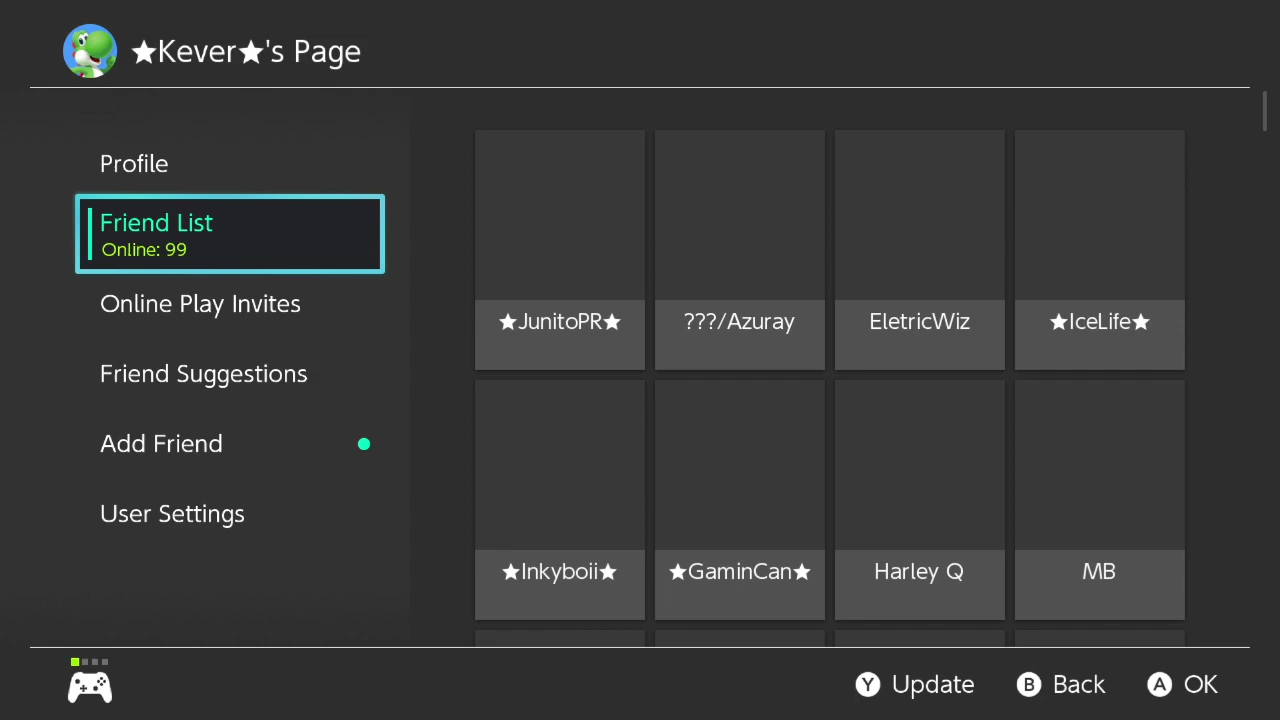 ★Kever★'s Page
Profile
Friend List
Online: 99
Online Play Invites
Friend Suggestions
Add Friend
User Settings
★JunitoPR★
???/Azuray
EletricWiz
★IceLife★
★Inkyboii★
★GaminCan★
Harley Q
MB
Y Update
B Back
A OK